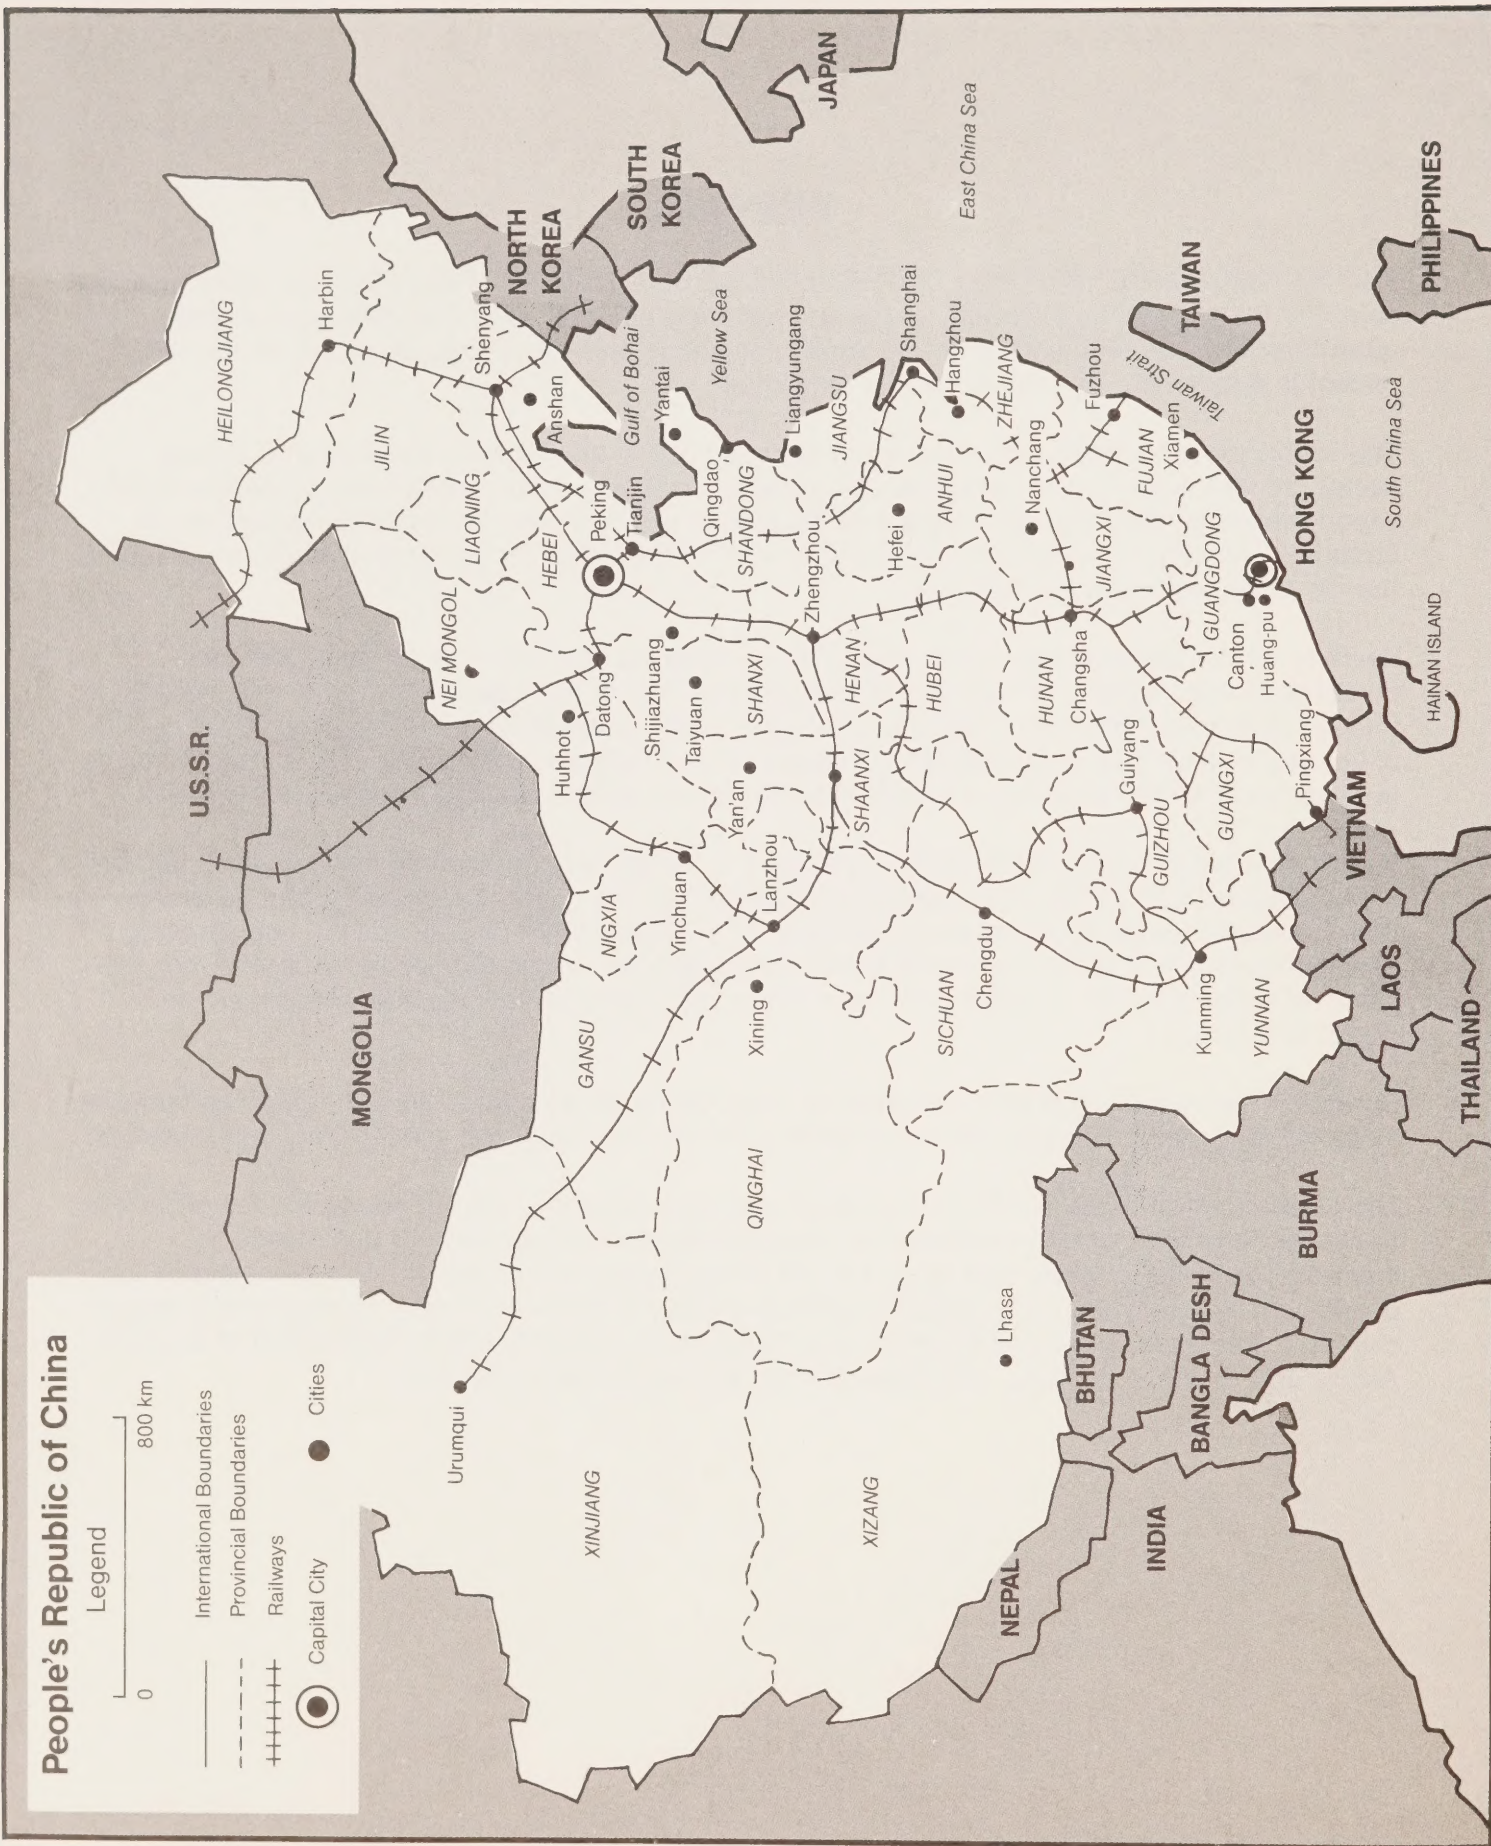 People's Republic of China
Legend
0
800 km
International Boundaries
Provincial Boundaries
Railways
Capital City
Cities
U.S.S.R.
MONGOLIA
HEILONGJIANG
Harbin
JILIN
LIAONING
Shenyang
Anshan
NORTH
KOREA
SOUTH
KOREA
JAPAN
NEI MONGOL
HEBEI
Peking
Tianjin
Gulf of Bohai
Yantai
Yellow Sea
Qingdao
SHANDONG
Liangyungang
JIANGSU
Shanghai
East China Sea
Huhhot
Datong
Shijiazhuang
Taiyuan
SHANXI
Zhengzhou
HENAN
Hefei
ANHUI
Hangzhou
ZHEJIANG
Yan'an
SHAANXI
HUBEI
Nanchang
JIANGXI
Fuzhou
FUJIAN
Xiamen
Taiwan Strait
TAIWAN
NIGXIA
Yinchuan
Lanzhou
GANSU
Xining
QINGHAI
Urumqui
XINJIANG
XIZANG
Lhasa
SICHUAN
Chengdu
HUNAN
Changsha
Guiyang
GUIZHOU
GUANGXI
GUANGDONG
Canton
Huang-pu
HONG KONG
South China Sea
PHILIPPINES
Pingxiang
HAINAN ISLAND
Kunming
YUNNAN
VIETNAM
LAOS
THAILAND
BURMA
BHUTAN
BANGLA DESH
NEPAL
INDIA